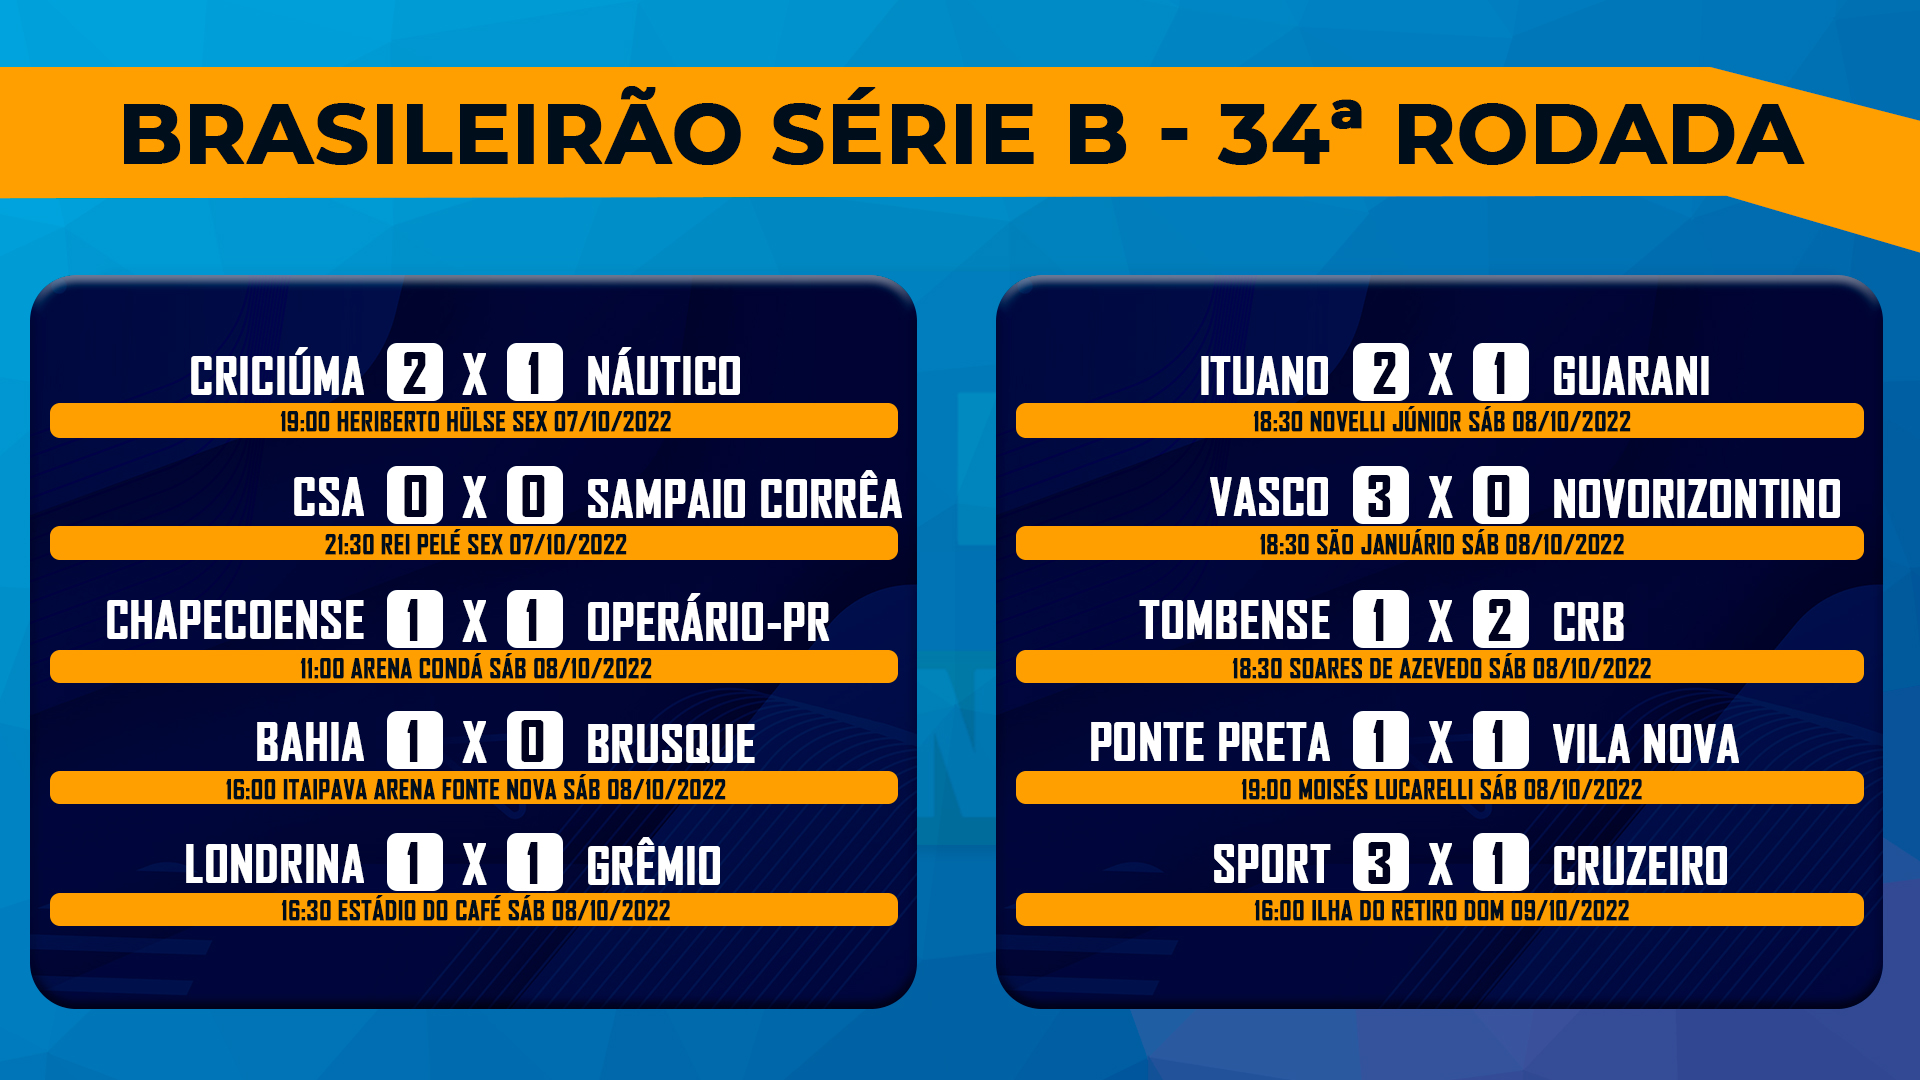 BRASILEIRÃO SÉRIE B - 34ª RODADA
CRICIÚMA 2 X 1 NÁUTICO
19:00 HERIBERTO HÜLSE SEX 07/10/2022
CSA 0 X 0 SAMPAIO CORRÊA
21:30 REI PELÉ SEX 07/10/2022
CHAPECOENSE 1 X 1 OPERÁRIO-PR
11:00 ARENA CONDÁ SÁB 08/10/2022
BAHIA 1 X 0 BRUSQUE
16:00 ITAIPAVA ARENA FONTE NOVA SÁB 08/10/2022
LONDRINA 1 X 1 GRÊMIO
16:30 ESTÁDIO DO CAFÉ SÁB 08/10/2022
ITUANO 2 X 1 GUARANI
18:30 NOVELLI JÚNIOR SÁB 08/10/2022
VASCO 3 X 0 NOVORIZONTINO
18:30 SÃO JANUÁRIO SÁB 08/10/2022
TOMBENSE 1 X 2 CRB
18:30 SOARES DE AZEVEDO SÁB 08/10/2022
PONTE PRETA 1 X 1 VILA NOVA
19:00 MOISÉS LUCARELLI SÁB 08/10/2022
SPORT 3 X 1 CRUZEIRO
16:00 ILHA DO RETIRO DOM 09/10/2022